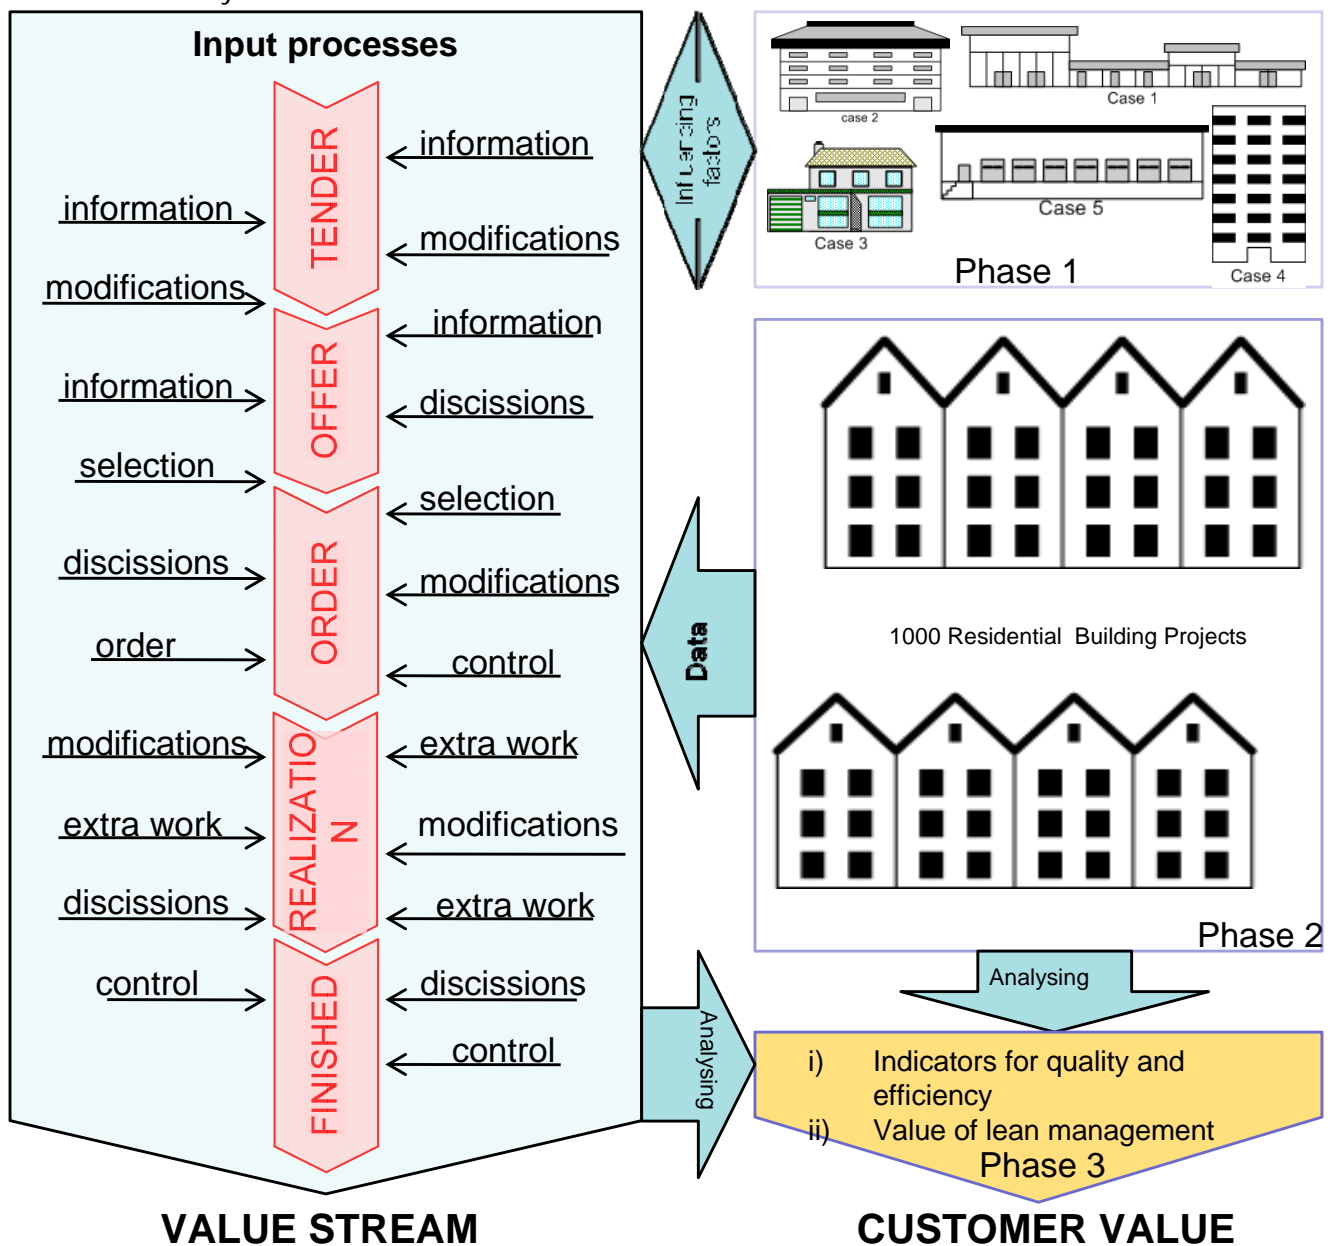 Input processes
TENDER
information
information
modifications
modifications
OFFER
information
information
discissions
selection
ORDER
selection
discissions
modifications
order
control
REALIZATIO
N
modifications
extra work
extra work
modifications
discissions
extra work
FINISHED
control
discissions
control
VALUE STREAM
Influencing
factors
case 2
Case 1
Case 3
Case 5
Case 4
Phase 1
Data
1000 Residential Building Projects
Phase 2
Analysing
Analysing
i) Indicators for quality and
efficiency
ii) Value of lean management
Phase 3
CUSTOMER VALUE